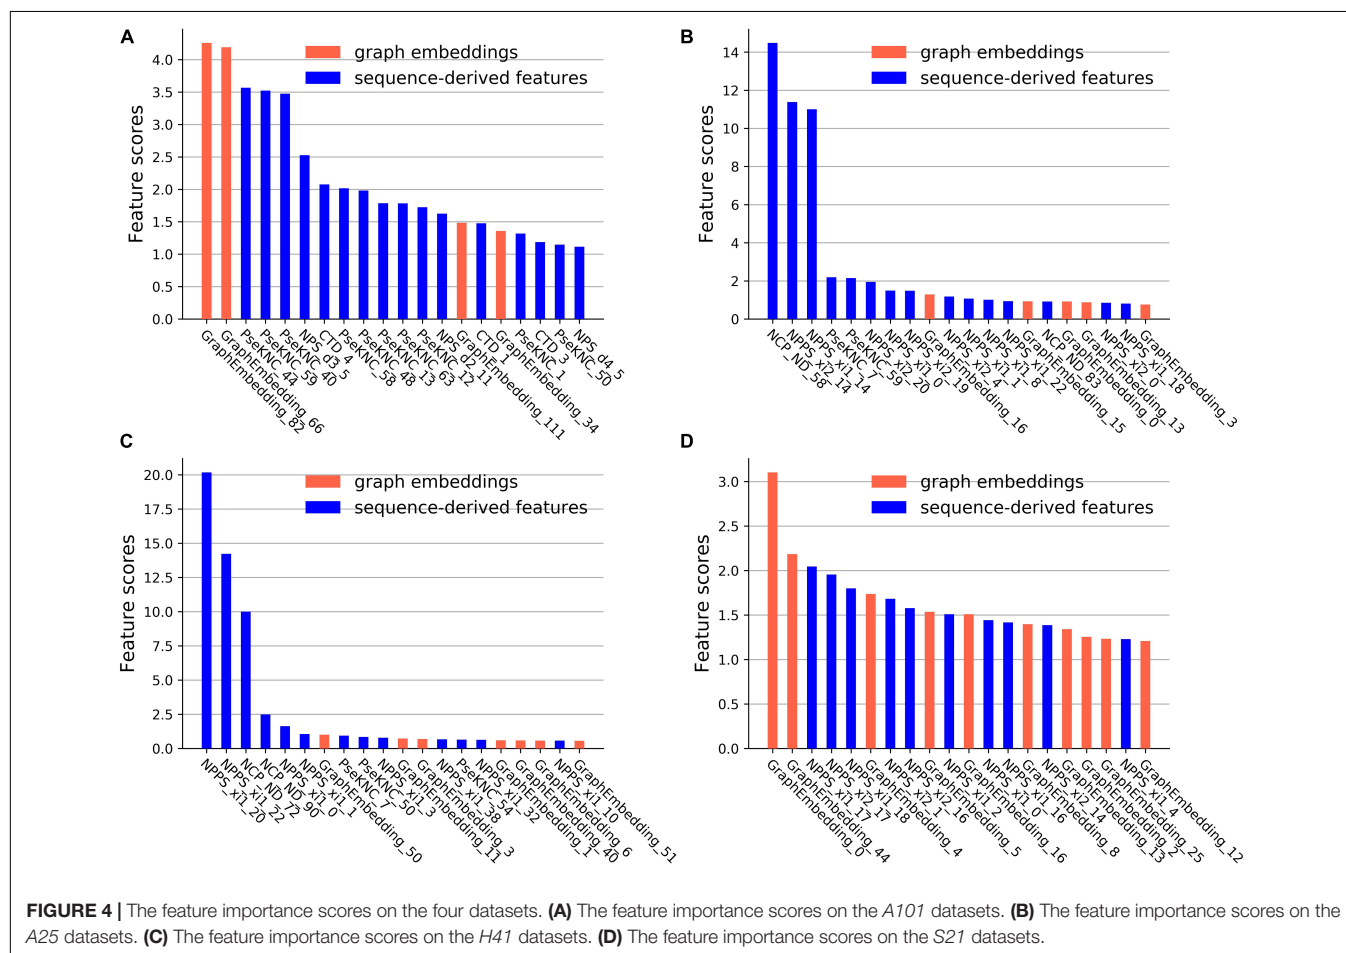 A
graph embeddings
sequence-derived features
Feature scores
4.0
3.5
3.0
2.5
2.0
1.5
1.0
0.5
0.0
GraphEmbedding_82
GraphEmbedding_66
PseKNC_44
PseKNC_59
PseKNC_40
NPS_d3_5
CTD_4
PseKNC_58
PseKNC_48
PseKNC_13
PseKNC_63
PseKNC_12
NPS_d2_11
GraphEmbedding_111
CTD_1
GraphEmbedding_34
PseKNC_1
CTD_3
PseKNC_50
NPS_d4_5
B
graph embeddings
sequence-derived features
Feature scores
14
12
10
8
6
4
2
0
NCP_ND_58
NPPS_xi2_14
NPPS_xi1_14
PseKNC_7
PseKNC_59
NPPS_xi2_20
NPPS_xi1_0
NPPS_xi2_19
GraphEmbedding_16
NPPS_xi2_4
NPPS_xi1_1
NPPS_xi1_8
NPPS_xi1_22
GraphEmbedding_15
NCP_ND_83
GraphEmbedding_0
GraphEmbedding_13
NPPS_xi2_0
NPPS_xi1_18
GraphEmbedding_3
C
graph embeddings
sequence-derived features
Feature scores
20.0
17.5
15.0
12.5
10.0
7.5
5.0
2.5
0.0
NPPS_xi1_20
NPPS_xi1_22
NCP_ND_72
NCP_ND_90
NPPS_xi1_0
NPPS_xi1_1
GraphEmbedding_50
PseKNC_7
PseKNC_50
NPPS_xi1_3
GraphEmbedding_11
GraphEmbedding_3
NPPS_xi1_38
PseKNC_54
NPPS_xi1_32
GraphEmbedding_1
GraphEmbedding_40
GraphEmbedding_6
NPPS_xi1_10
GraphEmbedding_51
D
graph embeddings
sequence-derived features
Feature scores
3.0
2.5
2.0
1.5
1.0
0.5
0.0
GraphEmbedding_0
GraphEmbedding_44
NPPS_xi1_17
NPPS_xi2_17
NPPS_xi1_18
GraphEmbedding_4
NPPS_xi2_1
NPPS_xi2_16
GraphEmbedding_5
NPPS_xi1_2
GraphEmbedding_16
NPPS_xi1_0
NPPS_xi1_16
GraphEmbedding_8
NPPS_xi2_14
GraphEmbedding_13
GraphEmbedding_2
GraphEmbedding_25
NPPS_xi1_4
GraphEmbedding_12
FIGURE 4 | The feature importance scores on the four datasets. (A) The feature importance scores on the A101 datasets. (B) The feature importance scores on the
A25 datasets. (C) The feature importance scores on the H41 datasets. (D) The feature importance scores on the S21 datasets.